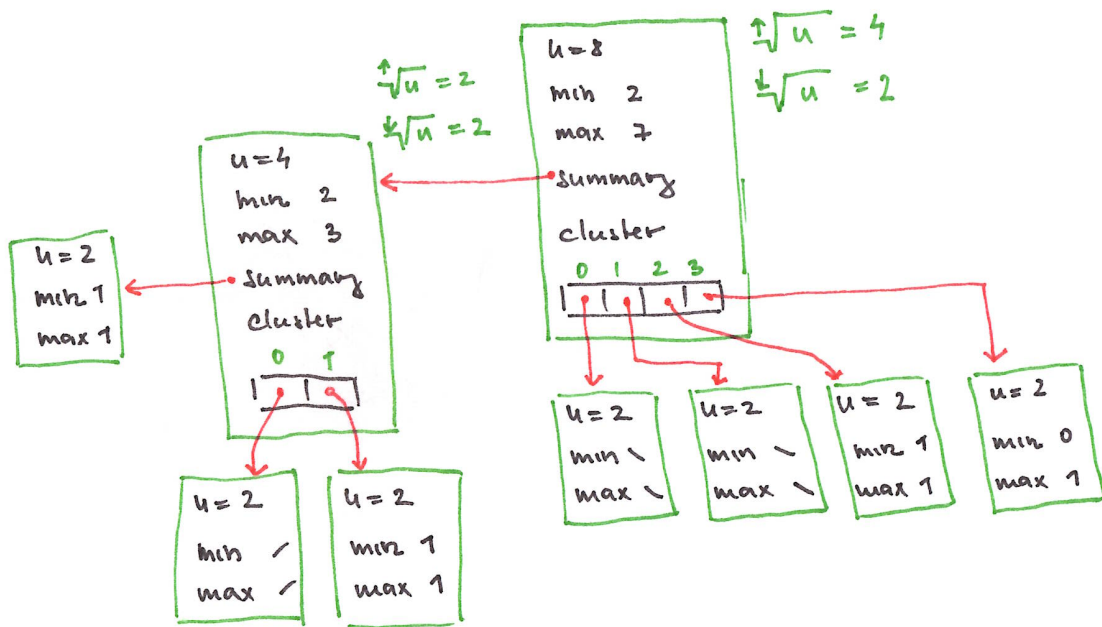 u=8
min 2
max 7
summary
cluster
0 1 2 3
↑√u = 4
↓√u = 2
↑√u = 2
↓√u = 2
u=4
min 2
max 3
summary
cluster
0 1
u=2
min 1
max 1
u=2
min /
max /
u=2
min 1
max 1
u=2
min \
max \
u=2
min \
max \
u=2
min 1
max 1
u=2
min 0
max 1